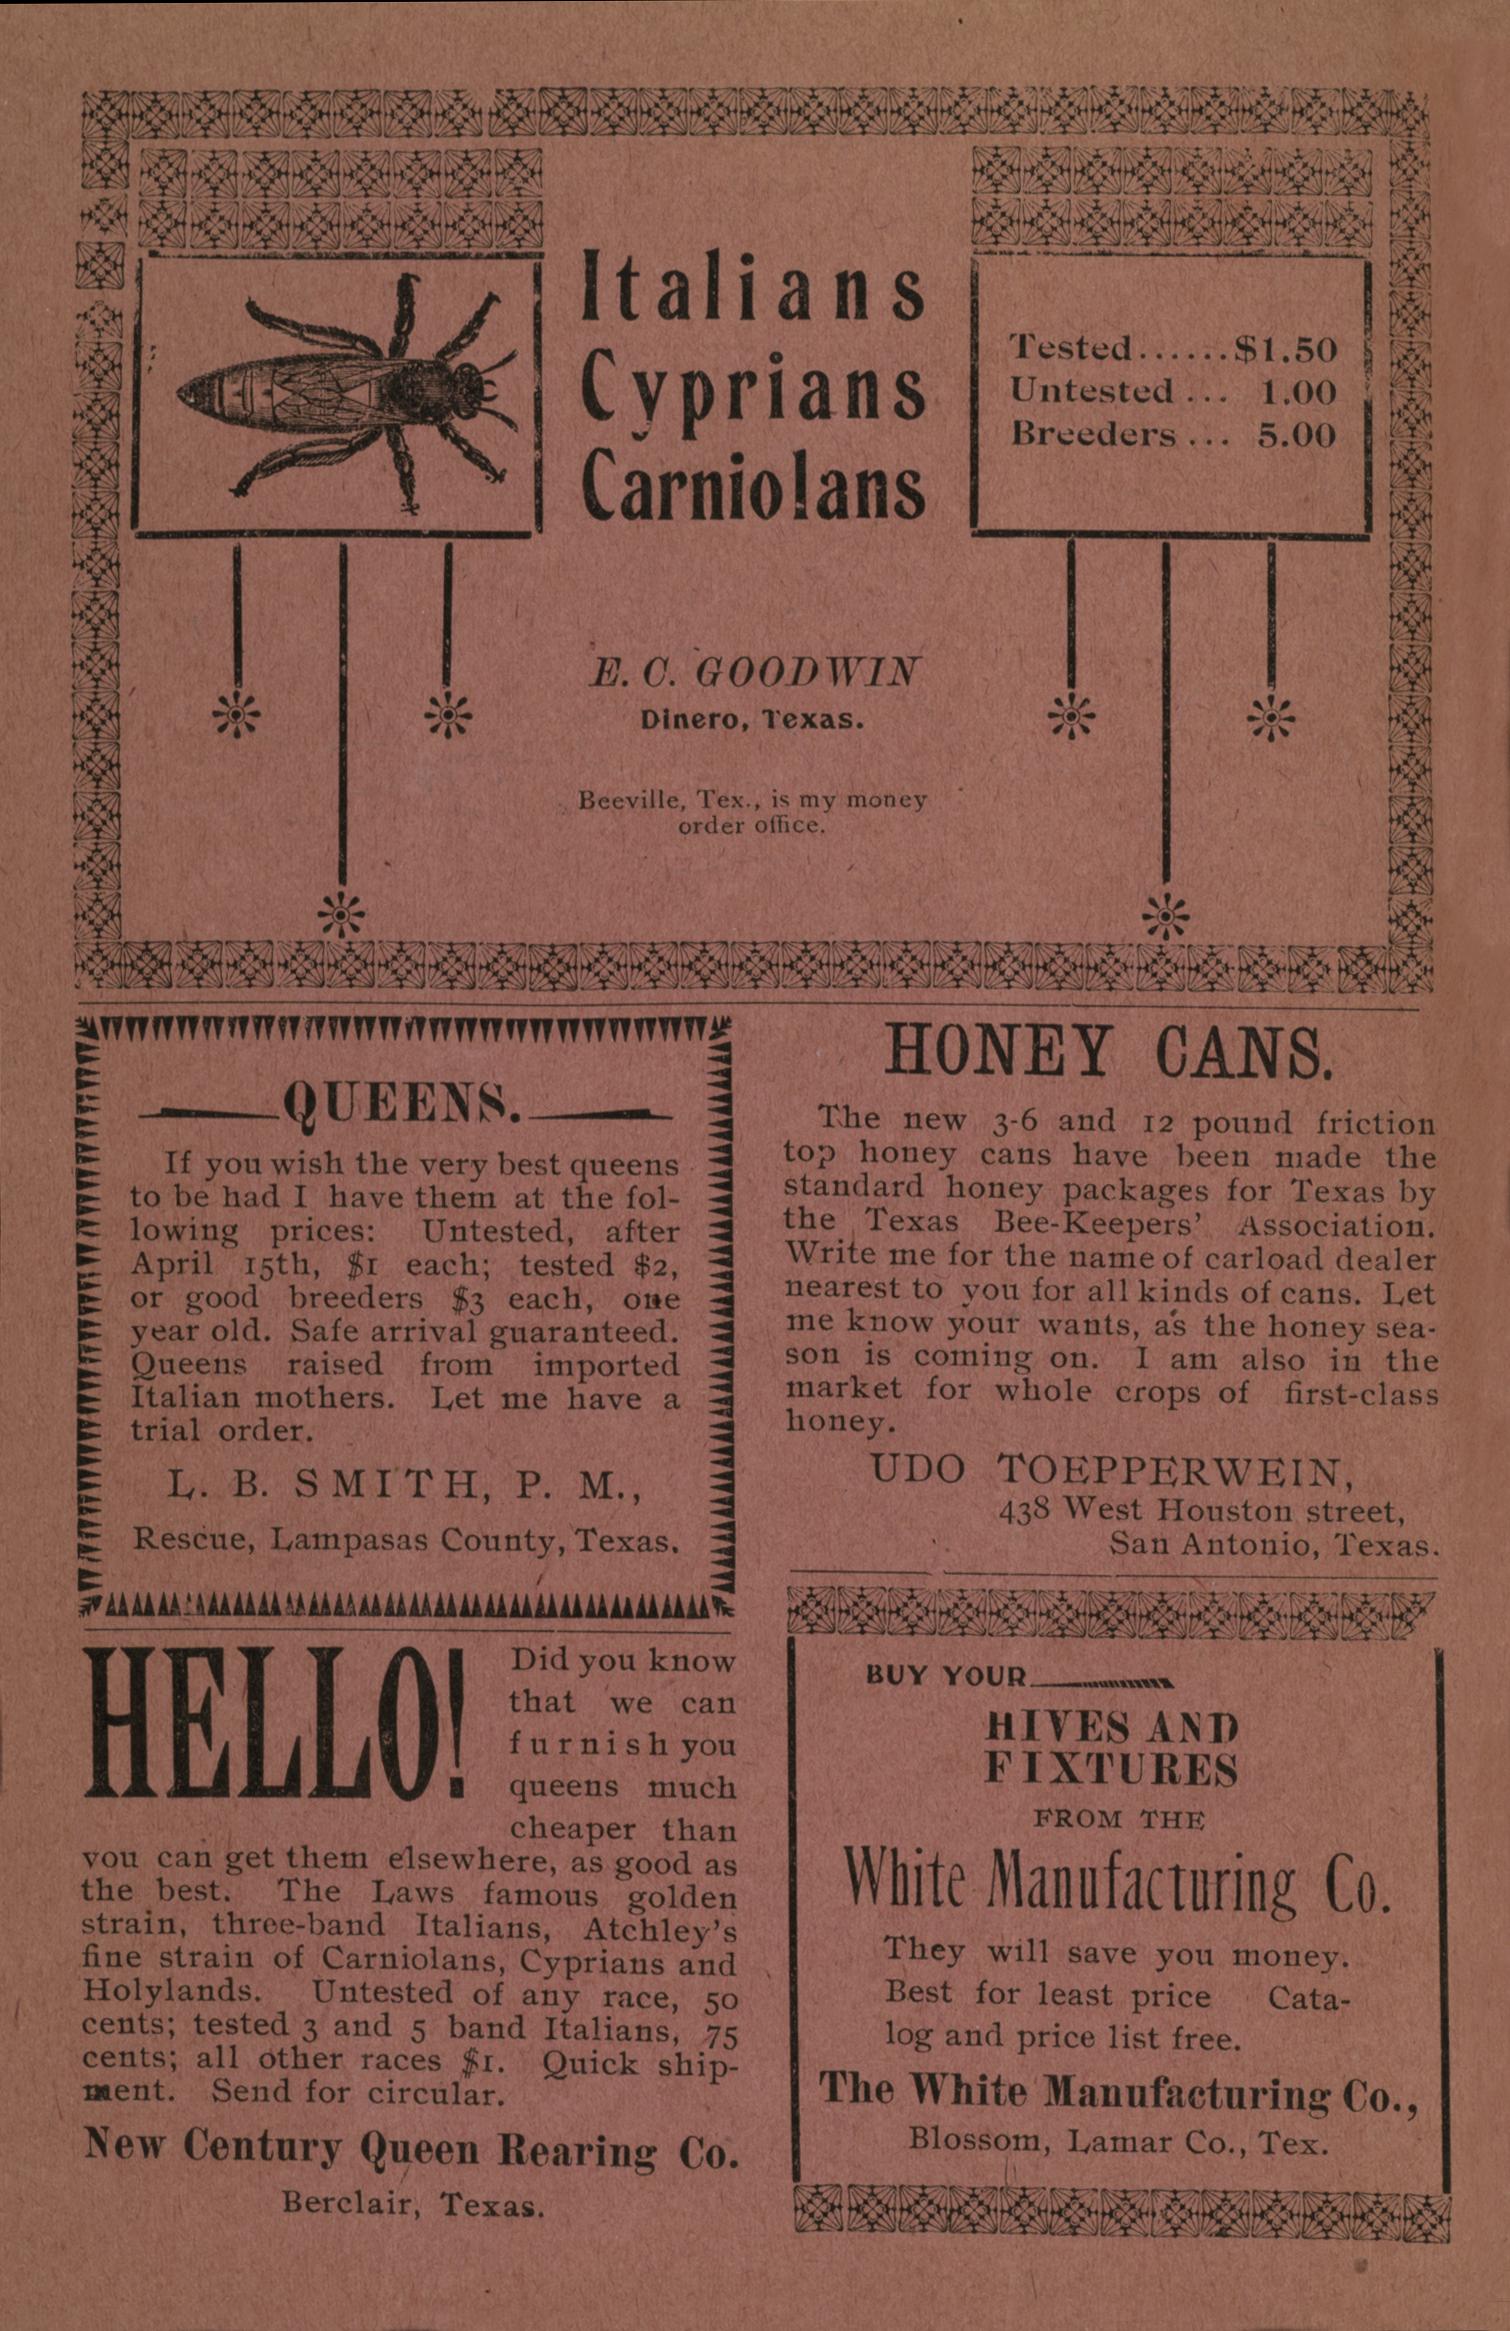 Italians
Cyprians
Carniolans
Tested......$1.50
Untested ... 1.00
Breeders ... 5.00
E. C. GOODWIN
Dinero, Texas.
Beeville, Tex., is my money
order office.
QUEENS.
If you wish the very best queens
to be had I have them at the fol-
lowing prices: Untested, after
April 15th, $1 each; tested $2,
or good breeders $3 each, one
year old. Safe arrival guaranteed.
Queens raised from imported
Italian mothers. Let me have a
trial order.
L. B. SMITH, P. M.,
Rescue, Lampasas County, Texas.
HELLO!
Did you know
that we can
furnish you
queens much
cheaper than
you can get them elsewhere, as good as
the best. The Laws famous golden
strain, three-band Italians, Atchley's
fine strain of Carniolans, Cyprians and
Holylands. Untested of any race, 50
cents; tested 3 and 5 band Italians, 75
cents; all other races $1. Quick ship-
ment. Send for circular.
New Century Queen Rearing Co.
Berclair, Texas.
HONEY CANS.
The new 3-6 and 12 pound friction
top honey cans have been made the
standard honey packages for Texas by
the Texas Bee-Keepers' Association.
Write me for the name of carload dealer
nearest to you for all kinds of cans. Let
me know your wants, as the honey sea-
son is coming on. I am also in the
market for whole crops of first-class
honey.
UDO TOEPPERWEIN,
438 West Houston street,
San Antonio, Texas.
BUY YOUR
HIVES AND
FIXTURES
FROM THE
White Manufacturing Co.
They will save you money.
Best for least price Cata-
log and price list free.
The White Manufacturing Co.,
Blossom, Lamar Co., Tex.